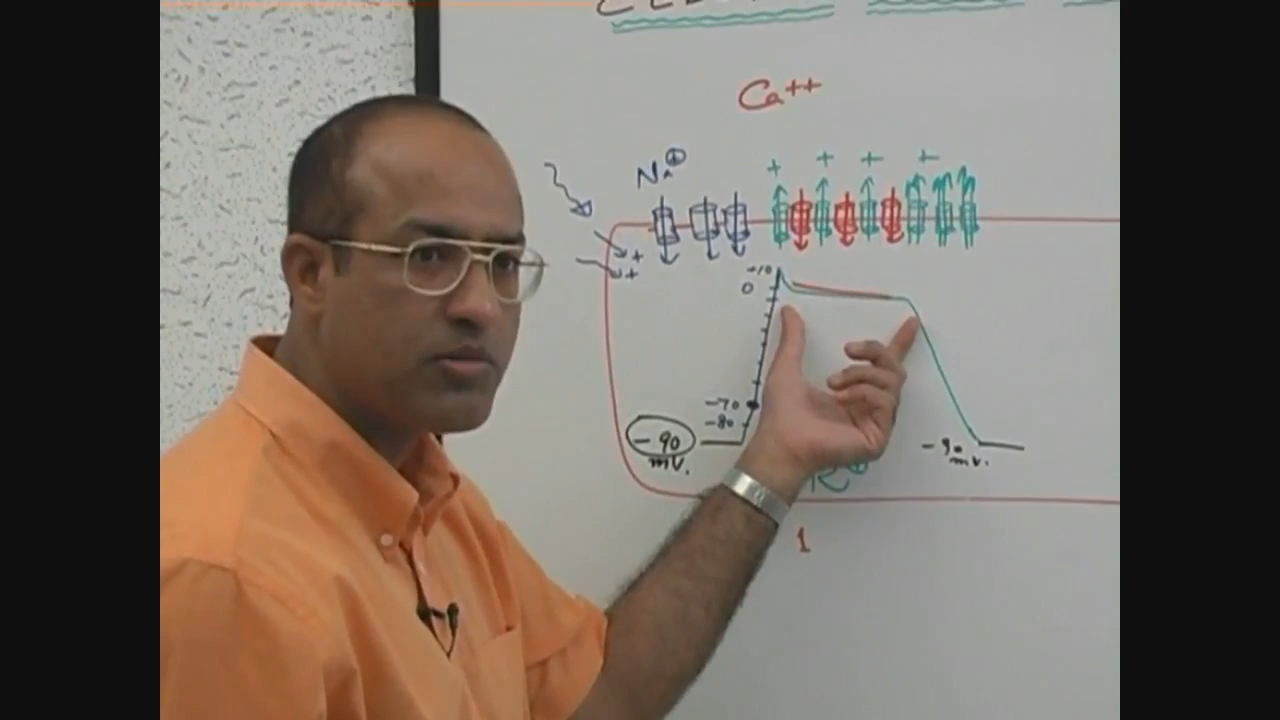 Ca++
Na+
+ + + +
+
+
+10
0
-70
-80
-90
mv.
-90
mv.
1